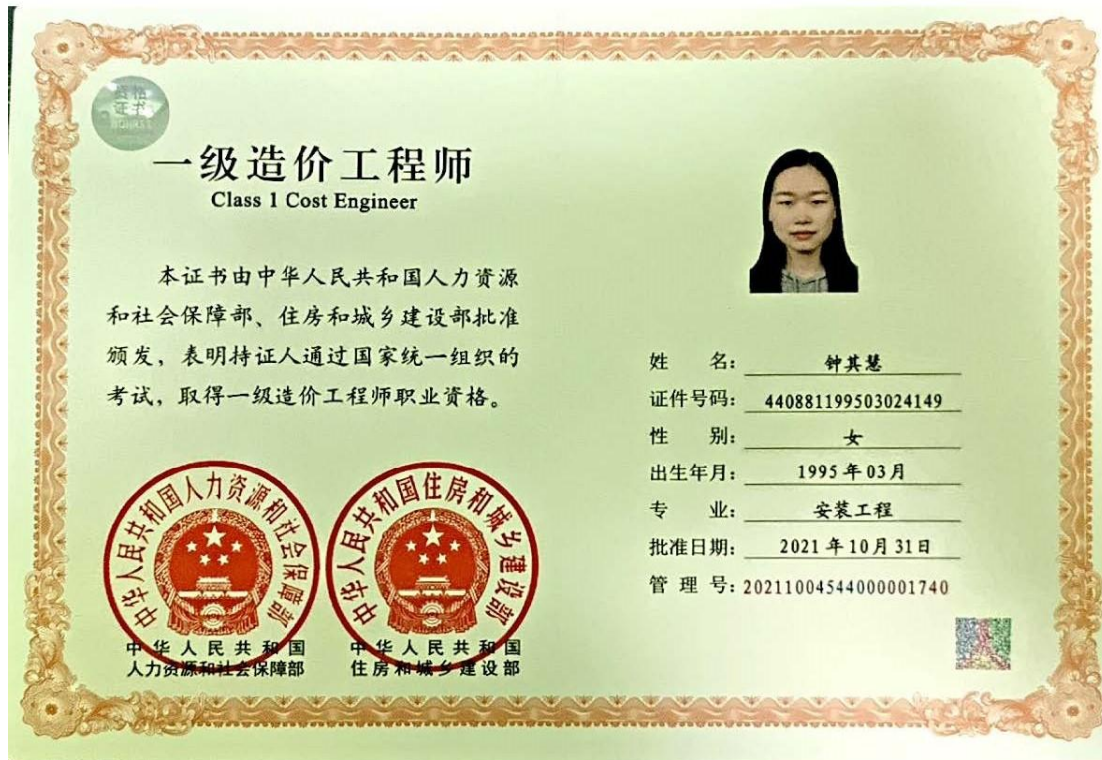 资格
证书
一级造价工程师
Class 1 Cost Engineer
本证书由中华人民共和国人力资源
和社会保障部、住房和城乡建设部批准
颁发，表明持证人通过国家统一组织的
考试，取得一级造价工程师职业资格。
中华人民共和国人力资源和社会保障部
中华人民共和国
人力资源和社会保障部
中华人民共和国住房和城乡建设部
中华人民共和国
住房和城乡建设部
姓 名：钟其慧
证件号码：440881199503024149
性 别：女
出生年月：1995年03月
专 业：安装工程
批准日期：2021年10月31日
管 理 号：20211004544000001740